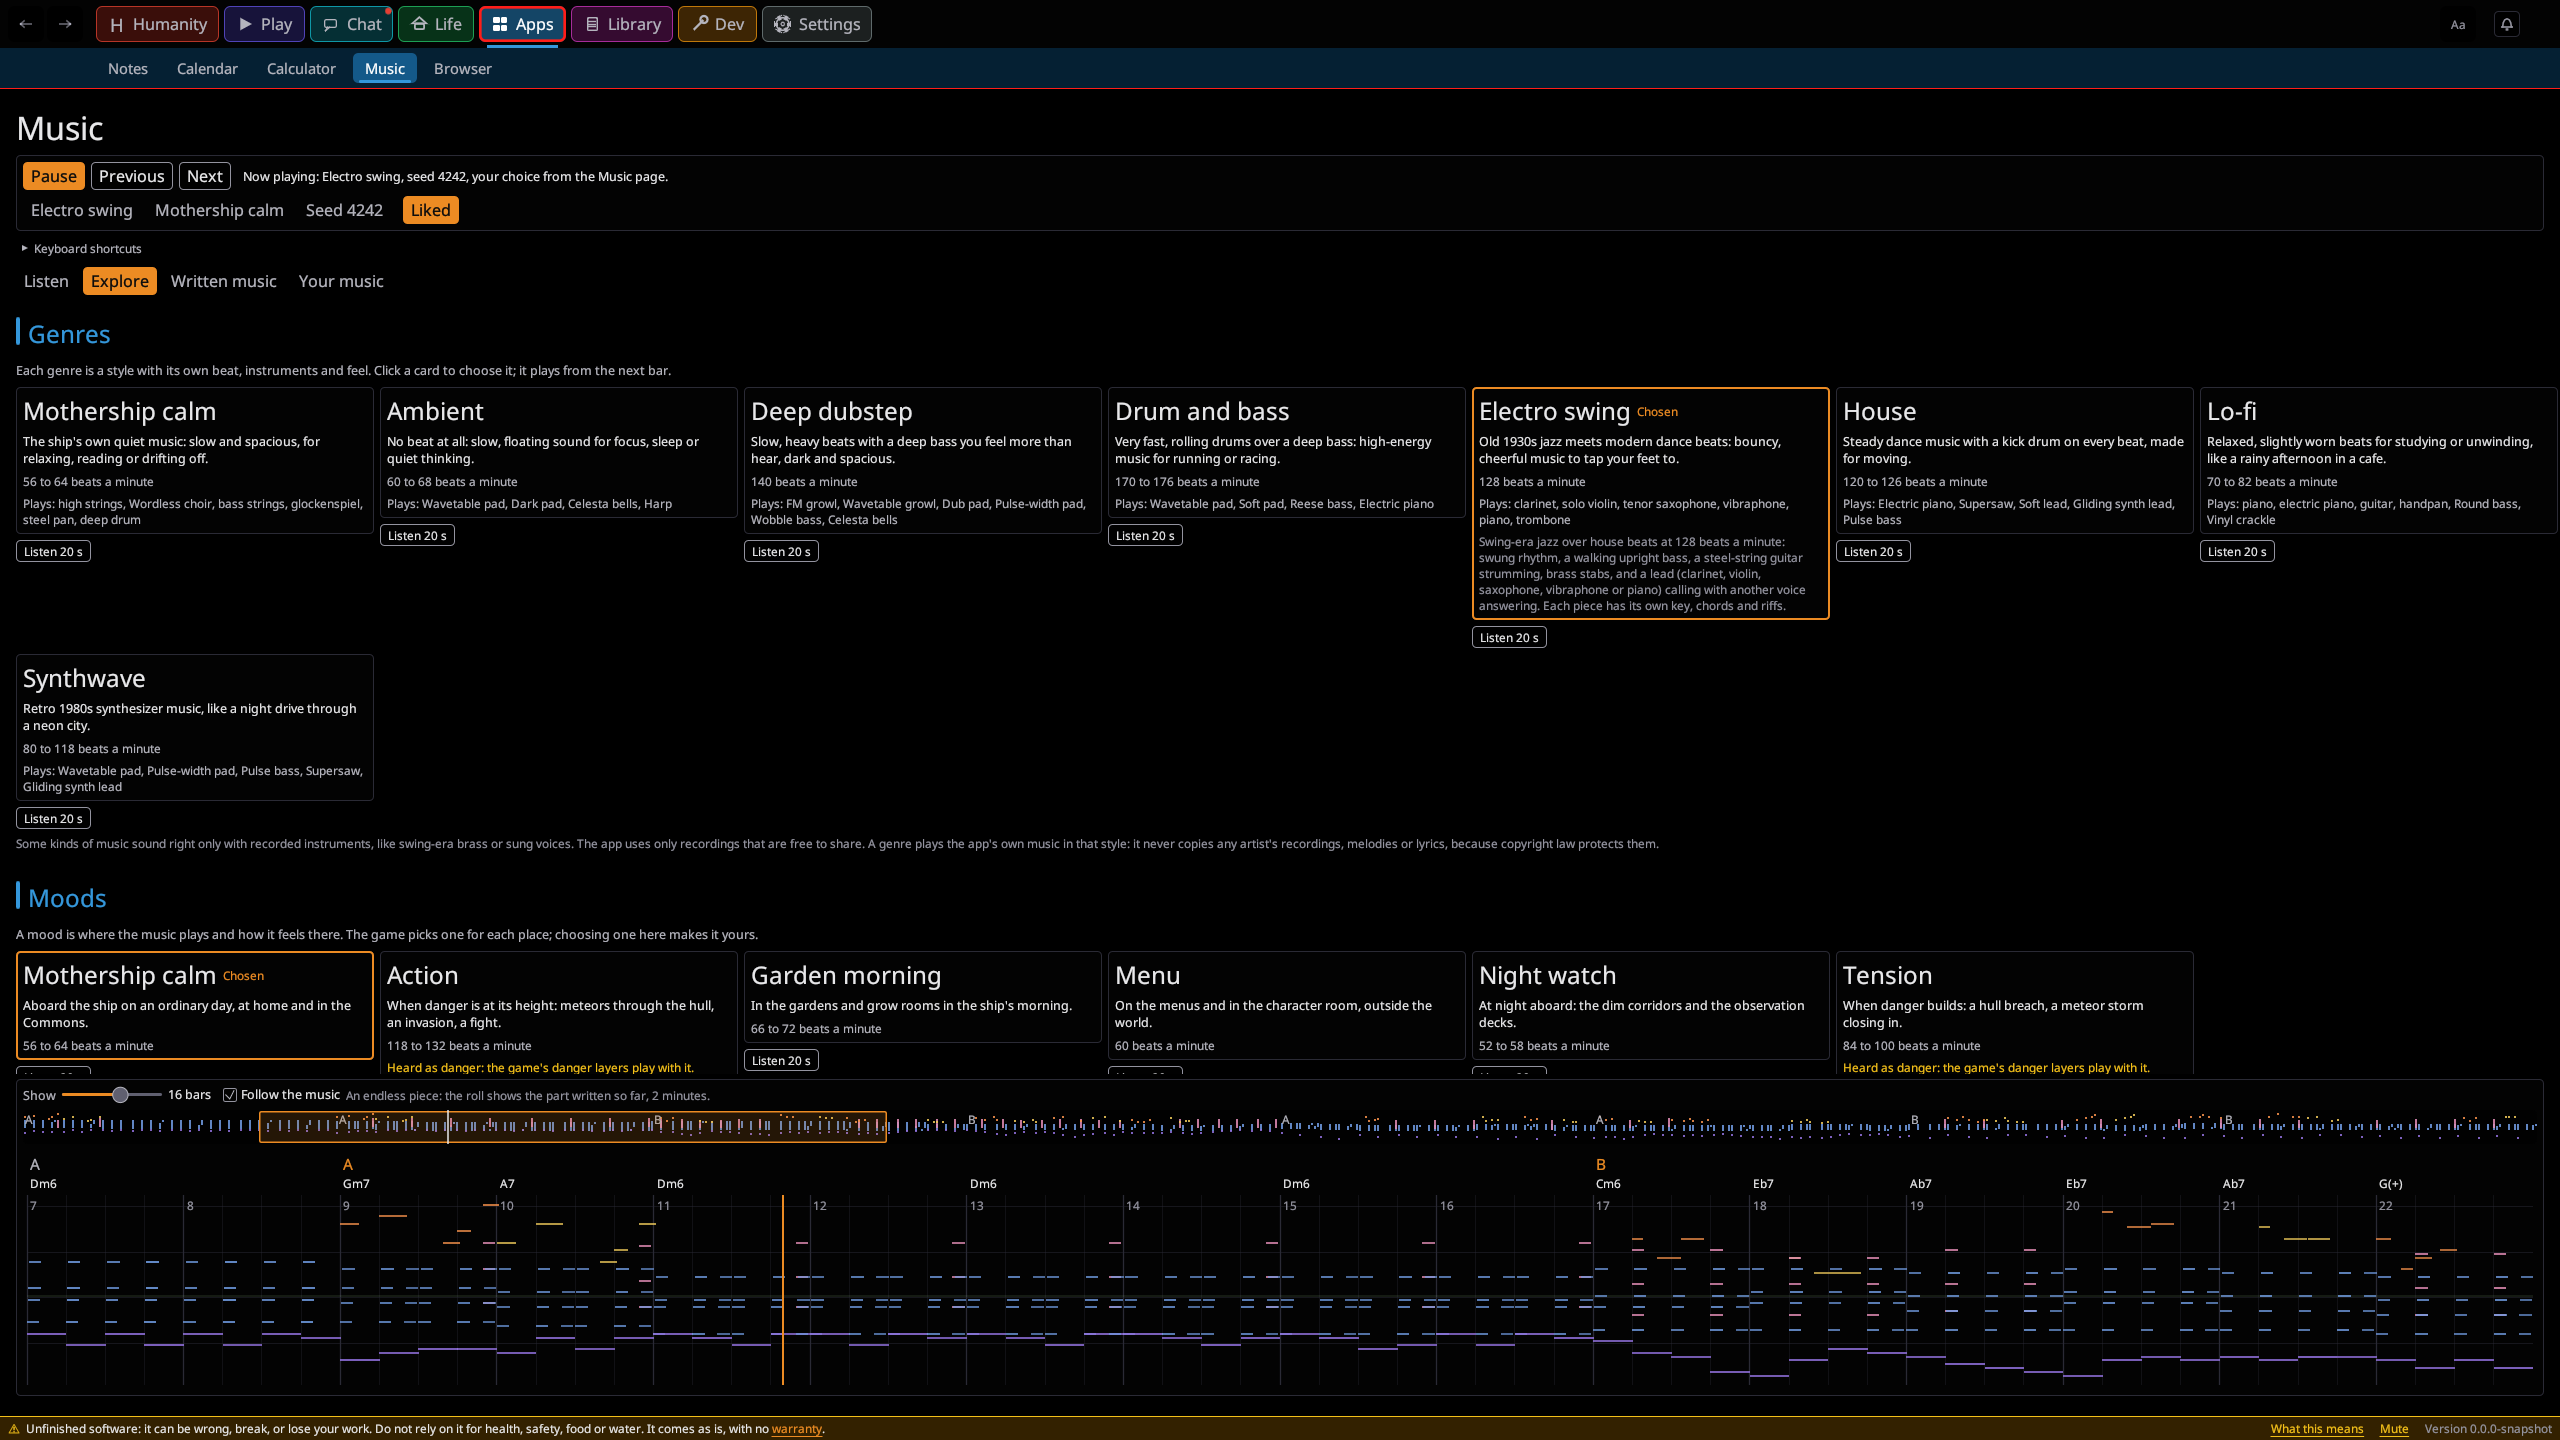 Humanity
Play
Chat
Life
Apps
Library
Dev
Settings
Aa
Notes
Calendar
Calculator
Music
Browser
Music
Pause
Previous
Next
Now playing: Electro swing, seed 4242, your choice from the Music page.
Electro swing
Mothership calm
Seed 4242
Liked
Keyboard shortcuts
Listen
Explore
Written music
Your music
Genres
Each genre is a style with its own beat, instruments and feel. Click a card to choose it; it plays from the next bar.
Mothership calm
The ship's own quiet music: slow and spacious, for
relaxing, reading or drifting off.
56 to 64 beats a minute
Plays: high strings, Wordless choir, bass strings, glockenspiel,
steel pan, deep drum
Listen 20 s
Ambient
No beat at all: slow, floating sound for focus, sleep or
quiet thinking.
60 to 68 beats a minute
Plays: Wavetable pad, Dark pad, Celesta bells, Harp
Listen 20 s
Deep dubstep
Slow, heavy beats with a deep bass you feel more than
hear, dark and spacious.
140 beats a minute
Plays: FM growl, Wavetable growl, Dub pad, Pulse-width pad,
Wobble bass, Celesta bells
Listen 20 s
Drum and bass
Very fast, rolling drums over a deep bass: high-energy
music for running or racing.
170 to 176 beats a minute
Plays: Wavetable pad, Soft pad, Reese bass, Electric piano
Listen 20 s
Electro swing Chosen
Old 1930s jazz meets modern dance beats: bouncy,
cheerful music to tap your feet to.
128 beats a minute
Plays: clarinet, solo violin, tenor saxophone, vibraphone,
piano, trombone
Swing-era jazz over house beats at 128 beats a minute:
swung rhythm, a walking upright bass, a steel-string guitar
strumming, brass stabs, and a lead (clarinet, violin,
saxophone, vibraphone or piano) calling with another voice
answering. Each piece has its own key, chords and riffs.
Listen 20 s
House
Steady dance music with a kick drum on every beat, made
for moving.
120 to 126 beats a minute
Plays: Electric piano, Supersaw, Soft lead, Gliding synth lead,
Pulse bass
Listen 20 s
Lo-fi
Relaxed, slightly worn beats for studying or unwinding,
like a rainy afternoon in a cafe.
70 to 82 beats a minute
Plays: piano, electric piano, guitar, handpan, Round bass,
Vinyl crackle
Listen 20 s
Synthwave
Retro 1980s synthesizer music, like a night drive through
a neon city.
80 to 118 beats a minute
Plays: Wavetable pad, Pulse-width pad, Pulse bass, Supersaw,
Gliding synth lead
Listen 20 s
Some kinds of music sound right only with recorded instruments, like swing-era brass or sung voices. The app uses only recordings that are free to share. A genre plays the app's own music in that style: it never copies any artist's recordings, melodies or lyrics, because copyright law protects them.
Moods
A mood is where the music plays and how it feels there. The game picks one for each place; choosing one here makes it yours.
Mothership calm Chosen
Aboard the ship on an ordinary day, at home and in the
Commons.
56 to 64 beats a minute
Action
When danger is at its height: meteors through the hull,
an invasion, a fight.
118 to 132 beats a minute
Heard as danger: the game's danger layers play with it.
Garden morning
In the gardens and grow rooms in the ship's morning.
66 to 72 beats a minute
Listen 20 s
Menu
On the menus and in the character room, outside the
world.
60 beats a minute
Night watch
At night aboard: the dim corridors and the observation
decks.
52 to 58 beats a minute
Tension
When danger builds: a hull breach, a meteor storm
closing in.
84 to 100 beats a minute
Heard as danger: the game's danger layers play with it.
Show
16 bars
Follow the music
An endless piece: the roll shows the part written so far, 2 minutes.
A A B B A A B B
A A B
Dm6 Gm7 A7 Dm6 Dm6 Dm6 Cm6 Eb7 Ab7 Eb7 Ab7 G(+)
7 8 9 10 11 12 13 14 15 16 17 18 19 20 21 22
Unfinished software: it can be wrong, break, or lose your work. Do not rely on it for health, safety, food or water. It comes as is, with no warranty.
What this means
Mute
Version 0.0.0-snapshot